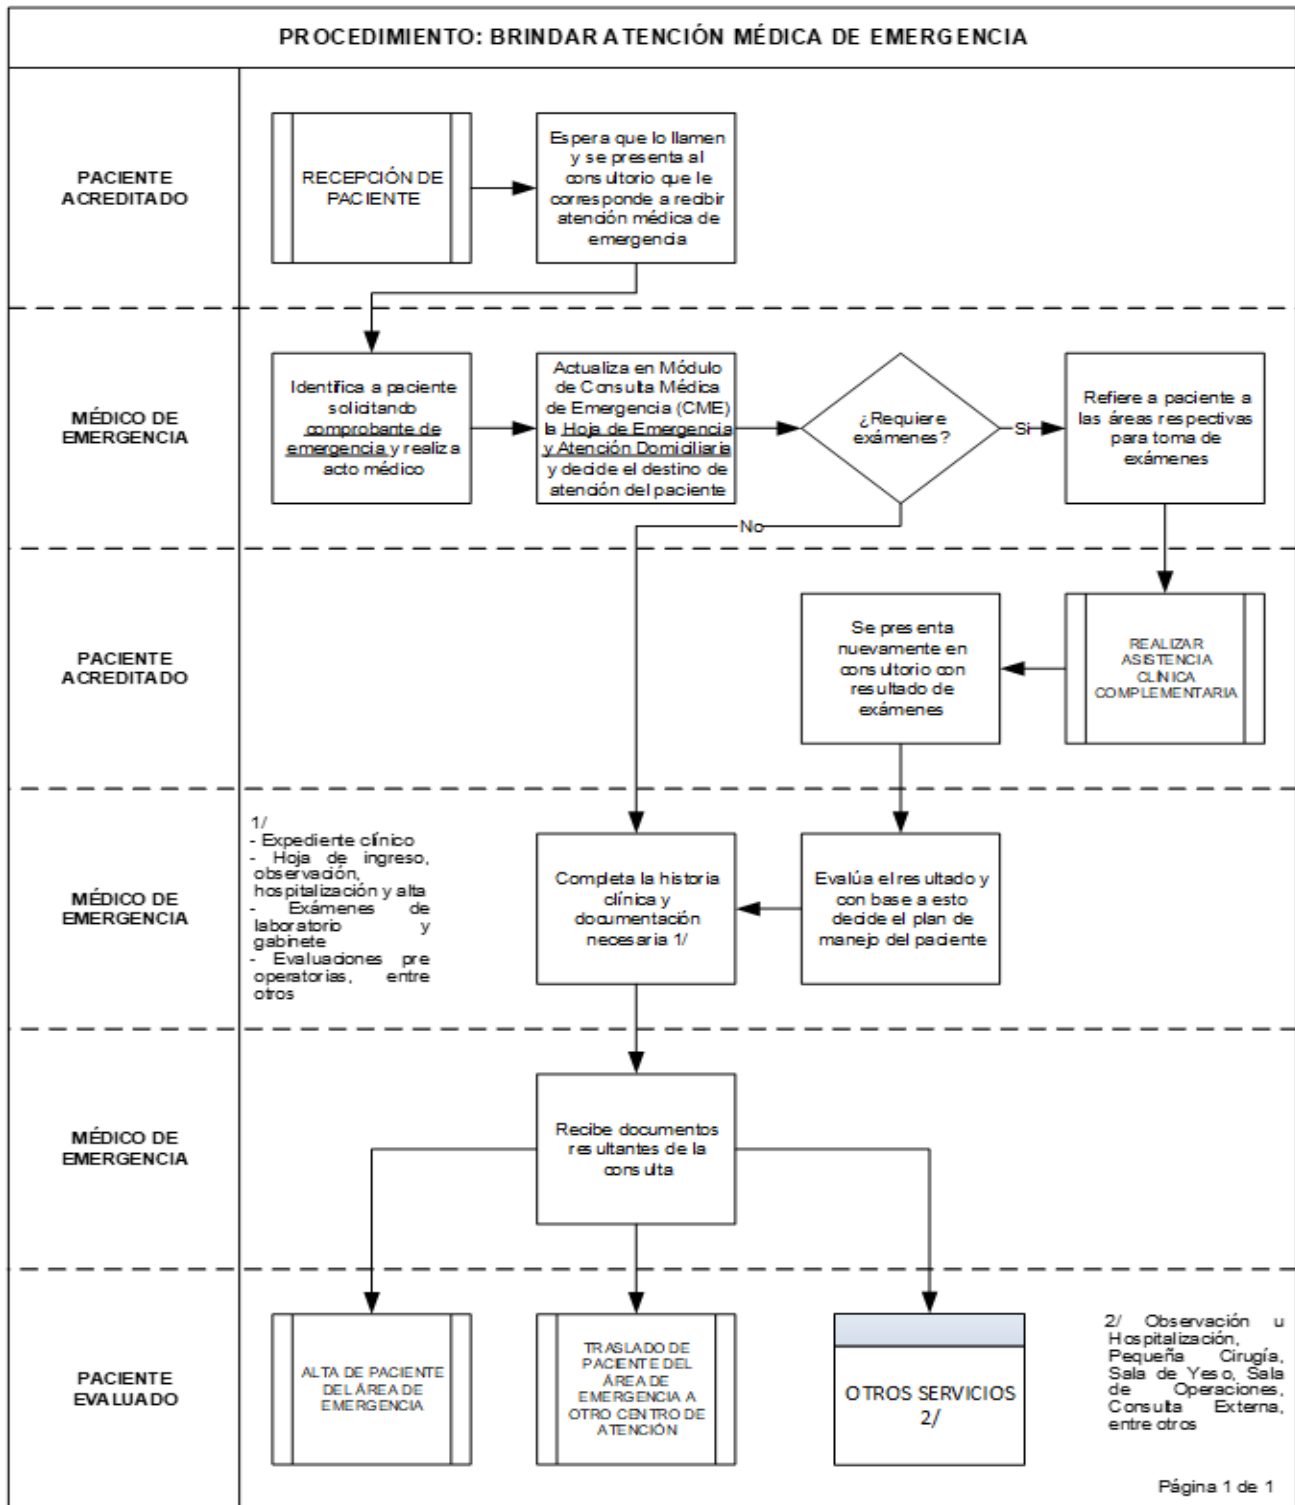 PROCEDIMIENTO: BRINDAR ATENCIÓN MÉDICA DE EMERGENCIA
PACIENTE
ACREDITADO
RECEPCIÓN DE
PACIENTE
Espera que lo llamen
y se presenta al
consultorio que le
corresponde a recibir
atención médica de
emergencia
MÉDICO DE
EMERGENCIA
Identifica a paciente
solicitando
comprobante de
emergencia y realiza
acto médico
Actualiza en Módulo
de Consulta Médica
de Emergencia (CME)
la Hoja de Emergencia
y Atención Domiciliaria
y decide el destino de
atención del paciente
¿Requiere
exámenes?
Si
Refiere a paciente a
las áreas respectivas
para toma de
exámenes
No
PACIENTE
ACREDITADO
Se presenta
nuevamente en
consultorio con
resultado de
exámenes
REALIZAR
ASISTENCIA
CLÍNICA
COMPLEMENTARIA
MÉDICO DE
EMERGENCIA
1/
- Expediente clínico
- Hoja de ingreso,
observación,
hospitalización y alta
- Exámenes de
laboratorio y
gabinete
- Evaluaciones pre
operatorias, entre
otros
Completa la historia
clínica y
documentación
necesaria 1/
Evalúa el resultado y
con base a esto
decide el plan de
manejo del paciente
MÉDICO DE
EMERGENCIA
Recibe documentos
resultantes de la
consulta
PACIENTE
EVALUADO
ALTA DE PACIENTE
DEL ÁREA DE
EMERGENCIA
TRASLADO DE
PACIENTE DEL
ÁREA DE
EMERGENCIA A
OTRO CENTRO DE
ATENCIÓN
OTROS SERVICIOS
2/
2/ Observación u
Hospitalización,
Pequeña Cirugía,
Sala de Yeso, Sala
de Operaciones,
Consulta Externa,
entre otros
Página 1 de 1